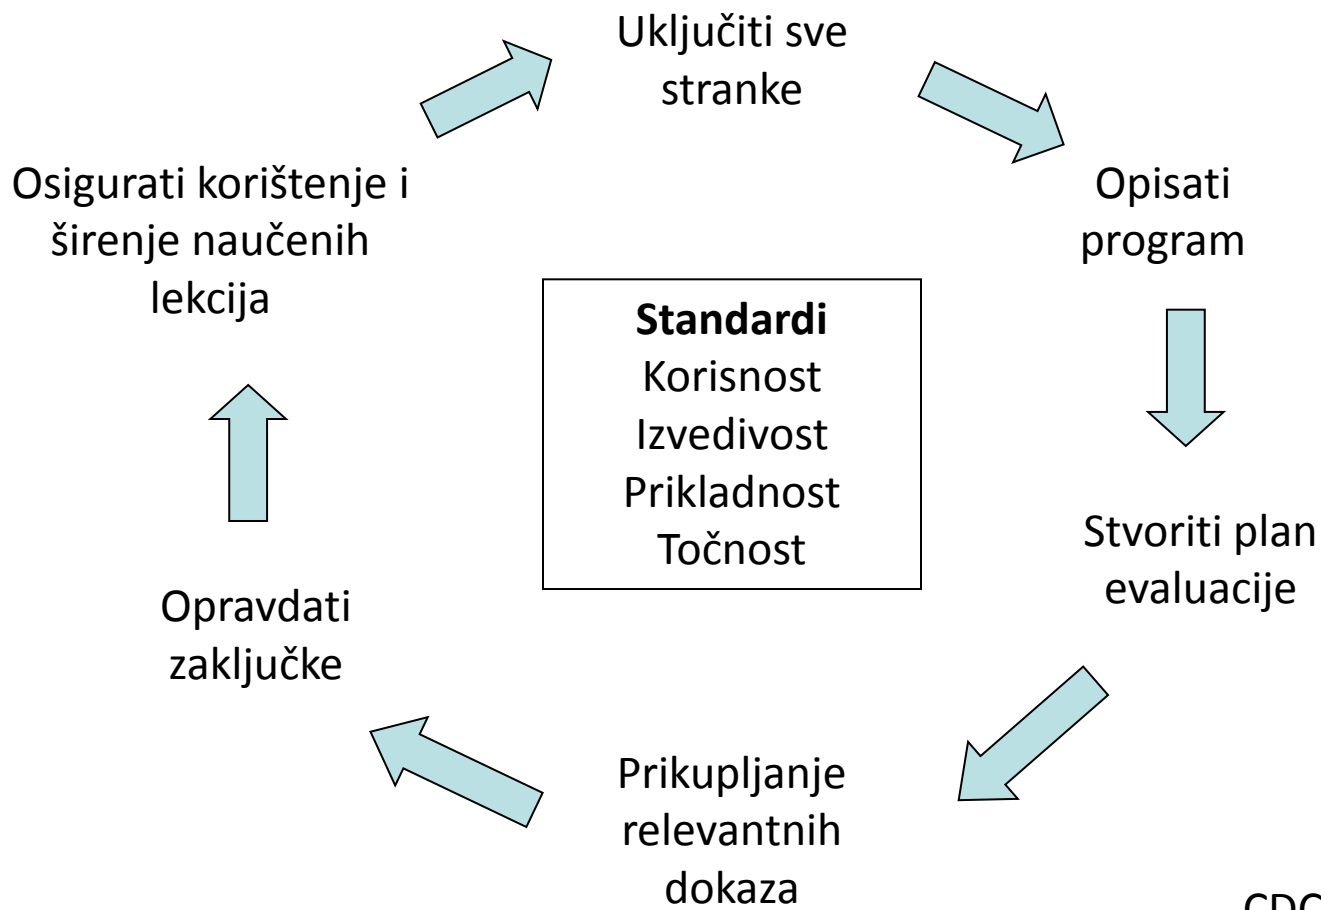 Uključiti sve
stranke
Opisati
program
Stvoriti plan
evaluacije
Prikupljanje
relevantnih
dokaza
Opravdati
zaključke
Osigurati korištenje i
širenje naučenih
lekcija
Standardi
Korisnost
Izvedivost
Prikladnost
Točnost
CDC